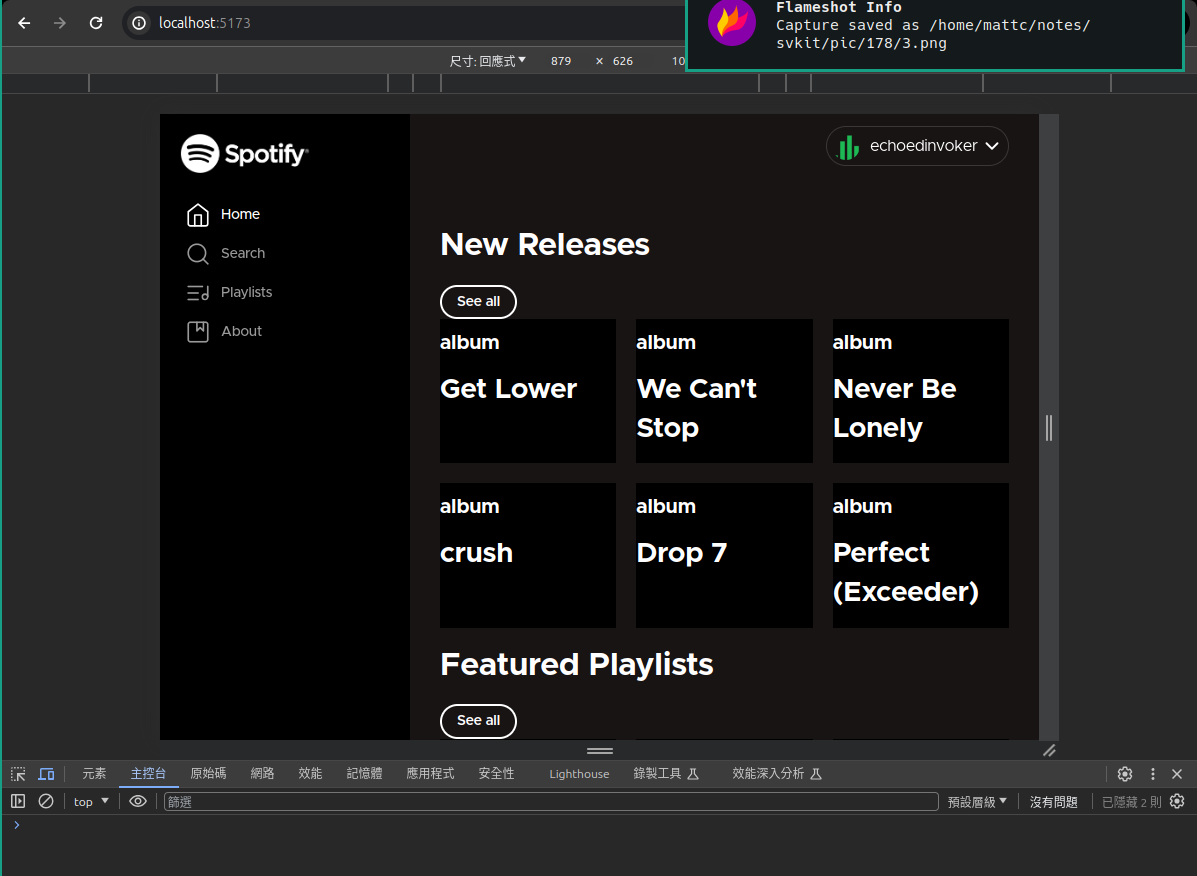 Flameshot Info
Capture saved as /home/mattc/notes/
svkit/pic/178/3.png
localhost:5173
尺寸: 回應式 879 × 626 10
Spotify®
echoedinvoker
Home
Search
Playlists
About
New Releases
See all
album
Get Lower
album
We Can't
Stop
album
Never Be
Lonely
album
crush
album
Drop 7
album
Perfect
(Exceeder)
Featured Playlists
See all
元素 主控台 原始碼 網路 效能 記憶體 應用程式 安全性 Lighthouse 錄製工具 效能深入分析
top 篩選 預設層級 沒有問題 已隱藏 2 則